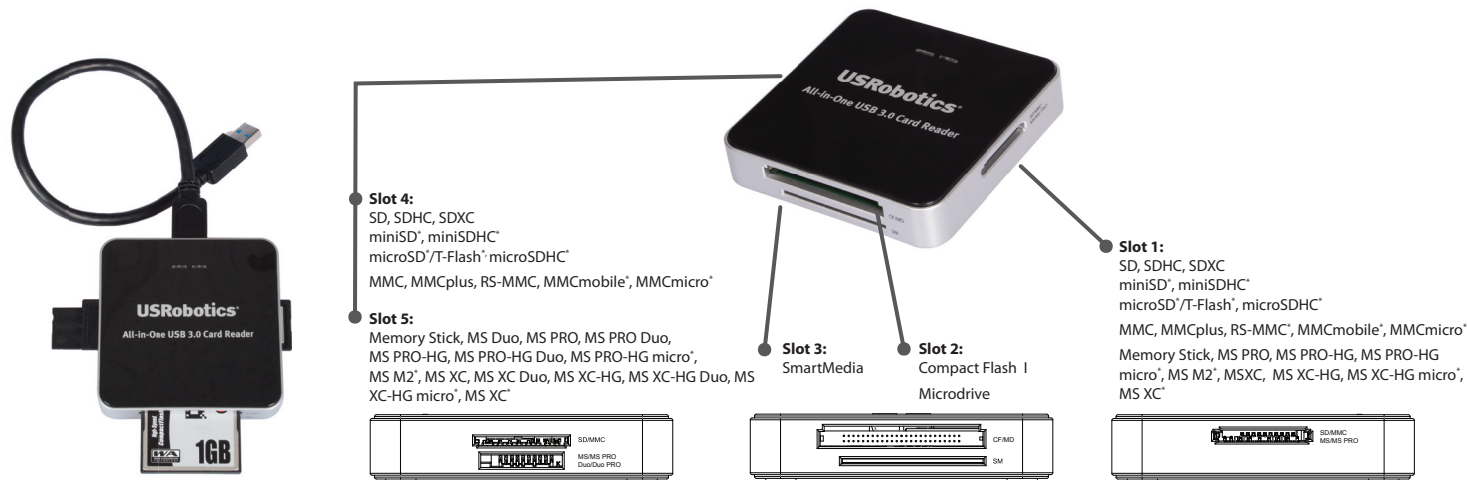 USRobotics
All-in-One USB 3.0 Card Reader
1GB
USRobotics®
All-in-One USB 3.0 Card Reader
CF/MD
SM
Slot 4:
SD, SDHC, SDXC
miniSD*, miniSDHC*
microSD*/T-Flash*, microSDHC*
MMC, MMCplus, RS-MMC, MMCmobile*, MMCmicro*
Slot 5:
Memory Stick, MS Duo, MS PRO, MS PRO Duo,
MS PRO-HG, MS PRO-HG Duo, MS PRO-HG micro*,
MS M2*, MS XC, MS XC Duo, MS XC-HG, MS XC-HG Duo, MS
XC-HG micro*, MS XC*
SD/MMC
MS/MS PRO
Duo/Duo PRO
Slot 3:
SmartMedia
Slot 2:
Compact Flash I
Microdrive
CF/MD
SM
Slot 1:
SD, SDHC, SDXC
miniSD*, miniSDHC*
microSD*/T-Flash*, microSDHC*
MMC, MMCplus, RS-MMC*, MMCmobile*, MMCmicro*
Memory Stick, MS PRO, MS PRO-HG, MS PRO-HG
micro*, MS M2*, MSXC, MS XC-HG, MS XC-HG micro*,
MS XC*
SD/MMC
MS/MS PRO